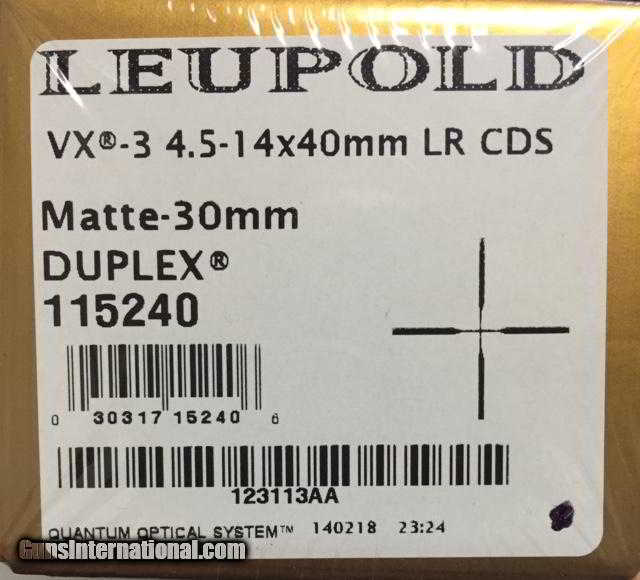 LEUPOLD
VX®-3 4.5-14x40mm LR CDS
Matte-30mm
DUPLEX®
115240
0 30317 15240 6
123113AA
QUANTUM OPTICAL SYSTEM™ 140218 23:24
GunsInternational.com